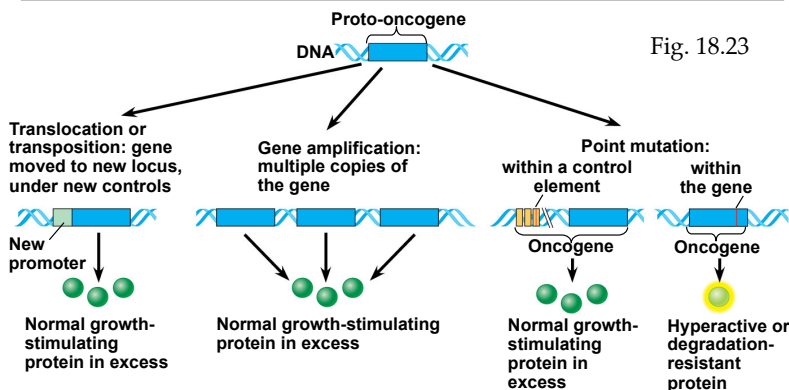 Proto-oncogene
DNA
Fig. 18.23
Translocation or
transposition: gene
moved to new locus,
under new controls
New
promoter
Normal growth-
stimulating
protein in excess
Gene amplification:
multiple copies of
the gene
Normal growth-stimulating
protein in excess
Point mutation:
within a control
element
Oncogene
Normal growth-
stimulating
protein in
excess
within
the gene
Oncogene
Hyperactive or
degradation-
resistant
protein